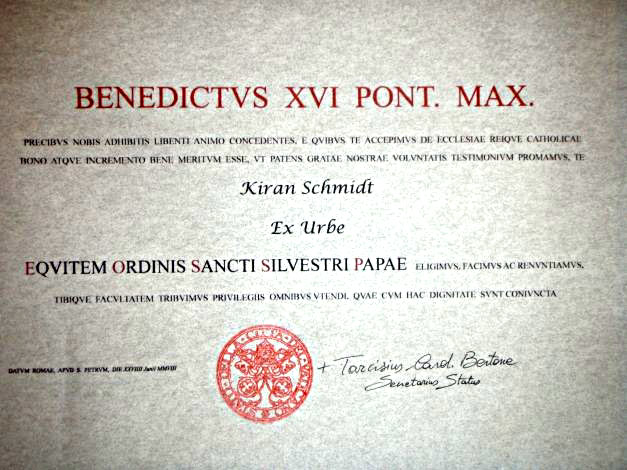 BENEDICTVS XVI PONT. MAX.
PRECIBVS NOBIS ADHIBITIS LIBENTI ANIMO CONCEDENTES, E QVIBVS TE ACCEPIMVS DE ECCLESIAE REIQVE CATHOLICAE
BONO ATQVE INCREMENTO BENE MERITVM ESSE, VT PATENS GRATAE NOSTRAE VOLVNTATIS TESTIMONIVM PROMAMVS, TE
Kiran Schmidt
Ex Urbe
EQVITEM ORDINIS SANCTI SILVESTRI PAPAE ELIGIMVS, FACIMVS AC RENVNTIAMVS,
TIBIQVE FACVLTATEM TRIBVIMVS PRIVILEGIIS OMNIBVS VTENDI, QVAE CVM HAC DIGNITATE SVNT CONIVNCTA
DATVM ROMAE, APVD S. PETRVM, DIE XXVIII Junii MMVIII
+ Tarcisius Card. Bertone
Secretarius Status